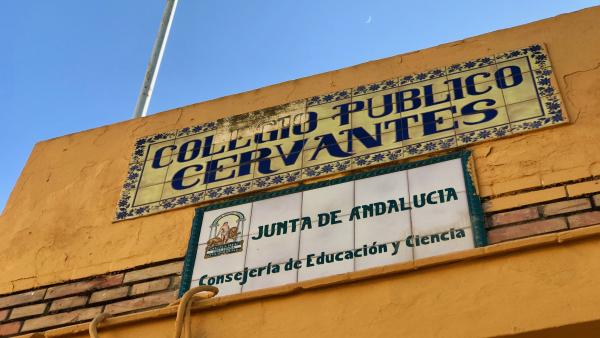 COLEGIO PUBLICO
CERVANTES
JUNTA DE ANDALUCIA
Consejería de Educación y Ciencia